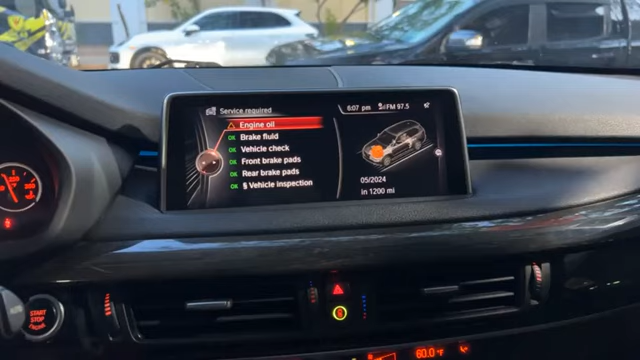 Service required
6:07 pm
FM 97.5
Engine oil
OK Brake fluid
OK Vehicle check
OK Front brake pads
OK Rear brake pads
OK § Vehicle inspection
05/2024
in 1200 mi
START
STOP
60.0 °F